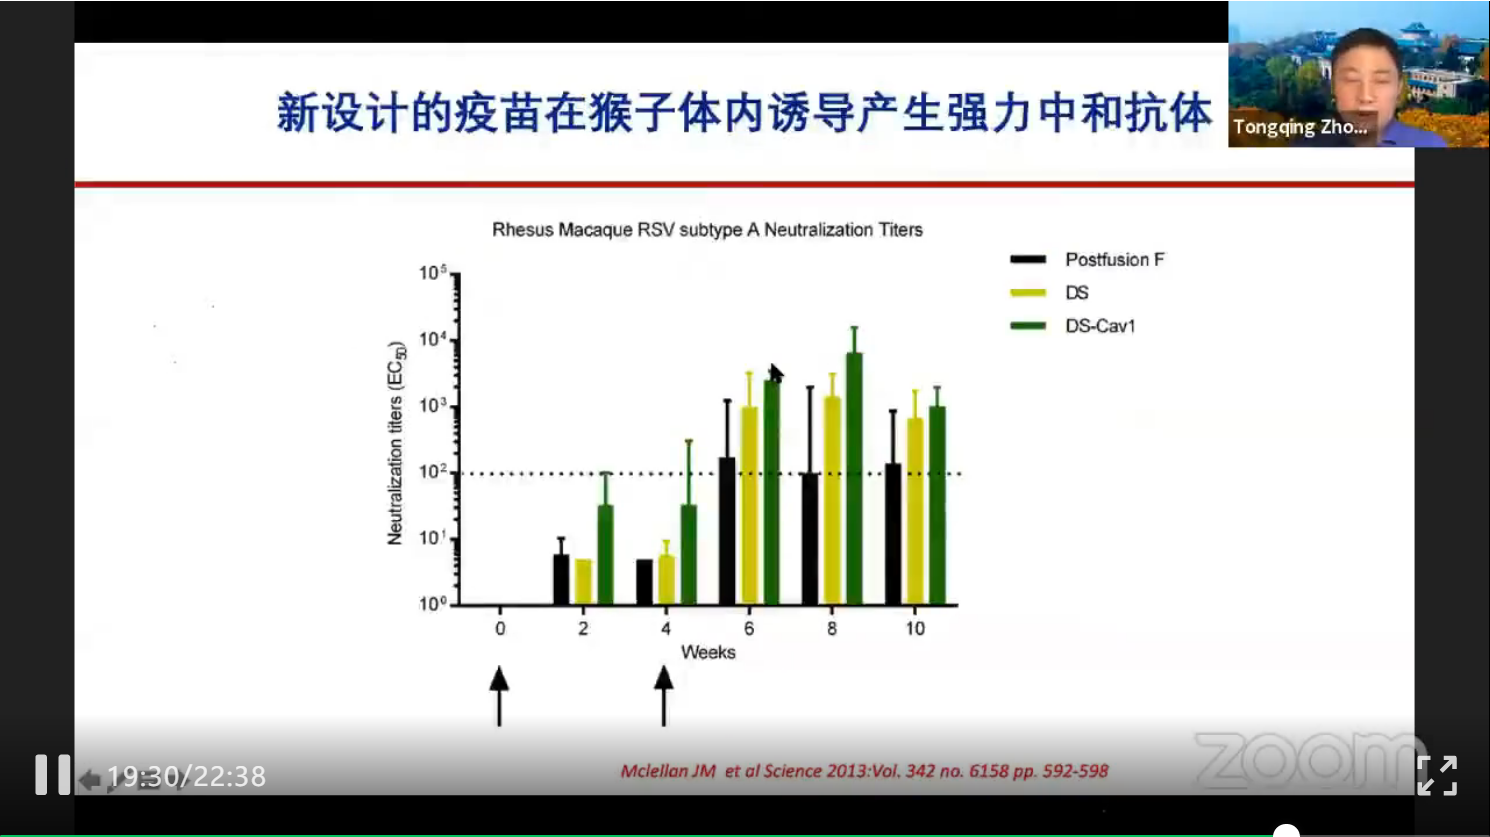 新设计的疫苗在猴子体内诱导产生强力中和抗体
Tongqing Zho...
Rhesus Macaque RSV subtype A Neutralization Titers
Postfusion F
DS
DS-Cav1
Neutralization titers (EC50)
10^5
10^4
10^3
10^2
10^1
10^0
0 2 4 6 8 10
Weeks
zoom
19:30/22:38
Mclellan JM et al Science 2013:Vol. 342 no. 6158 pp. 592-598